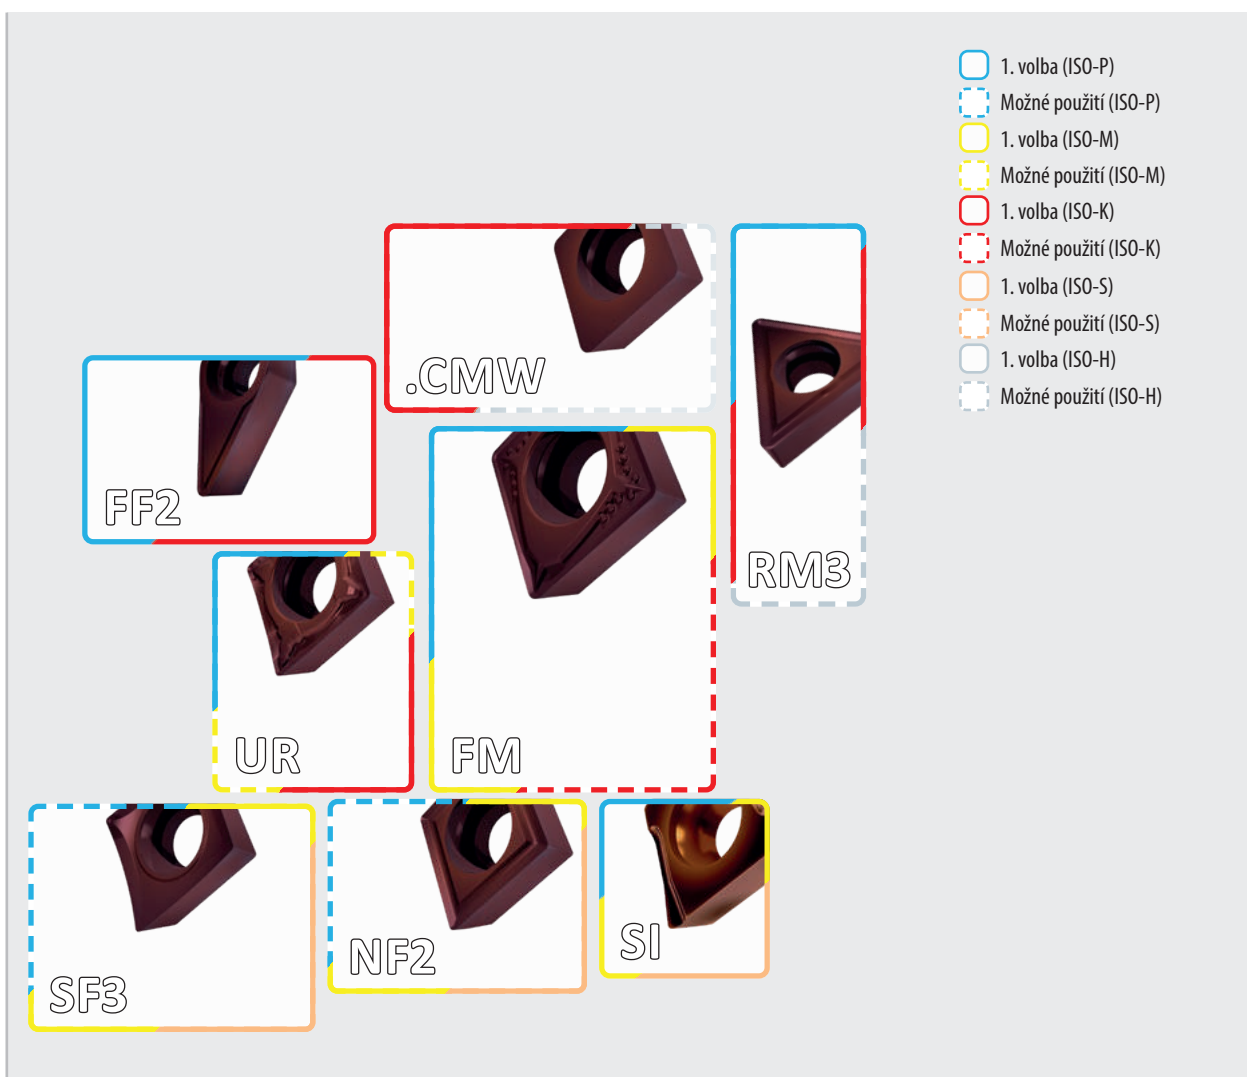 1. volba (ISO-P)
Možné použití (ISO-P)
1. volba (ISO-M)
Možné použití (ISO-M)
1. volba (ISO-K)
Možné použití (ISO-K)
1. volba (ISO-S)
Možné použití (ISO-S)
1. volba (ISO-H)
Možné použití (ISO-H)
.CMW
FF2
RM3
UR
FM
SI
NF2
SF3